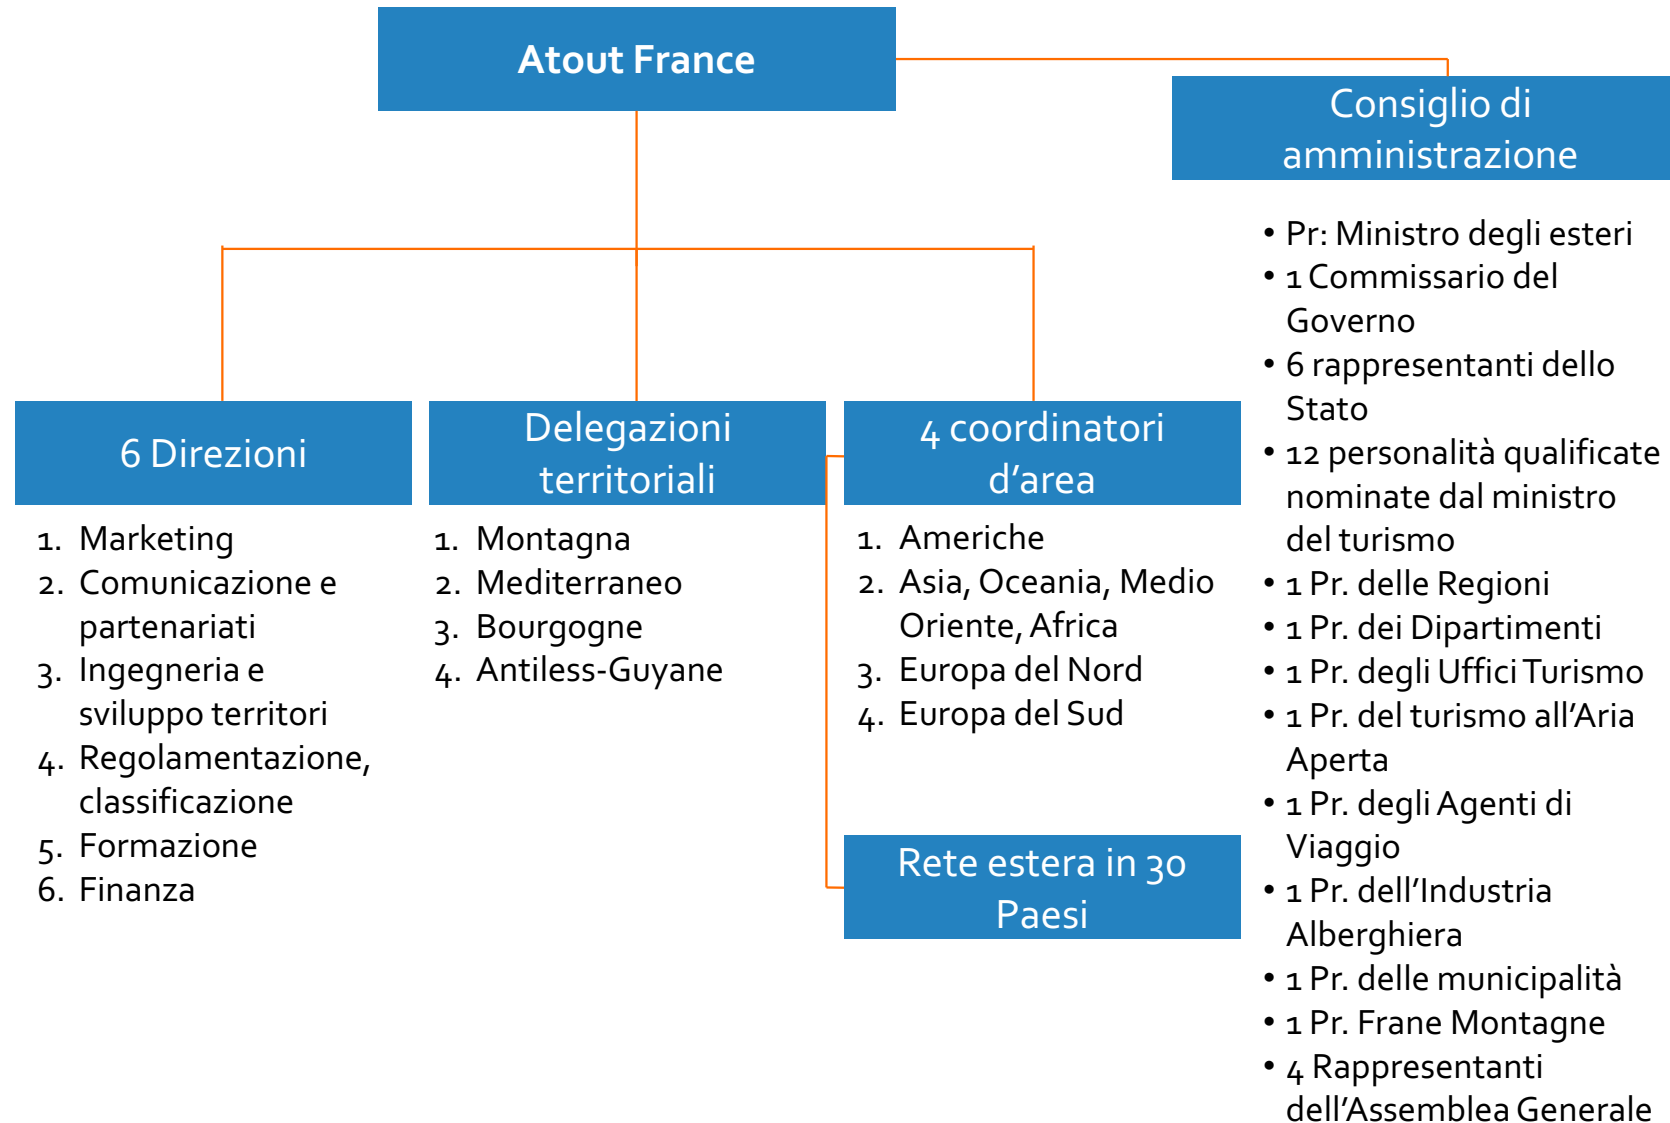 Atout France
Consiglio di
amministrazione
• Pr: Ministro degli esteri
• 1 Commissario del
Governo
• 6 rappresentanti dello
Stato
• 12 personalità qualificate
nominate dal ministro
del turismo
• 1 Pr. delle Regioni
• 1 Pr. dei Dipartimenti
• 1 Pr. degli Uffici Turismo
• 1 Pr. del turismo all’Aria
Aperta
• 1 Pr. degli Agenti di
Viaggio
• 1 Pr. dell’Industria
Alberghiera
• 1 Pr. delle municipalità
• 1 Pr. Frane Montagne
• 4 Rappresentanti
dell’Assemblea Generale
6 Direzioni
1. Marketing
2. Comunicazione e
partenariati
3. Ingegneria e
sviluppo territori
4. Regolamentazione,
classificazione
5. Formazione
6. Finanza
Delegazioni
territoriali
1. Montagna
2. Mediterraneo
3. Bourgogne
4. Antiless-Guyane
4 coordinatori
d’area
1. Americhe
2. Asia, Oceania, Medio
Oriente, Africa
3. Europa del Nord
4. Europa del Sud
Rete estera in 30
Paesi